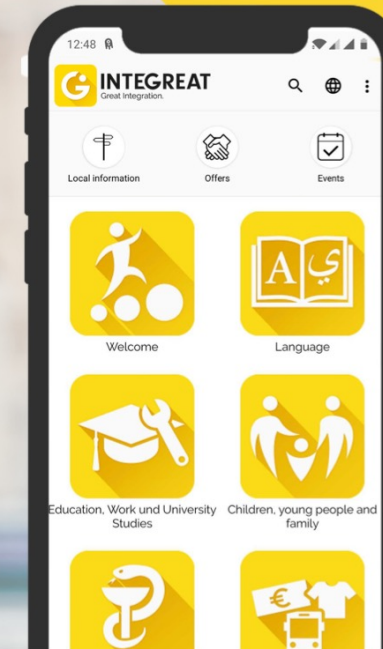 12:48
INTEGREAT
Great Integration.
Local information
Offers
Events
A ي
Welcome
Language
Education, Work und University
Studies
Children, young people and
family
€